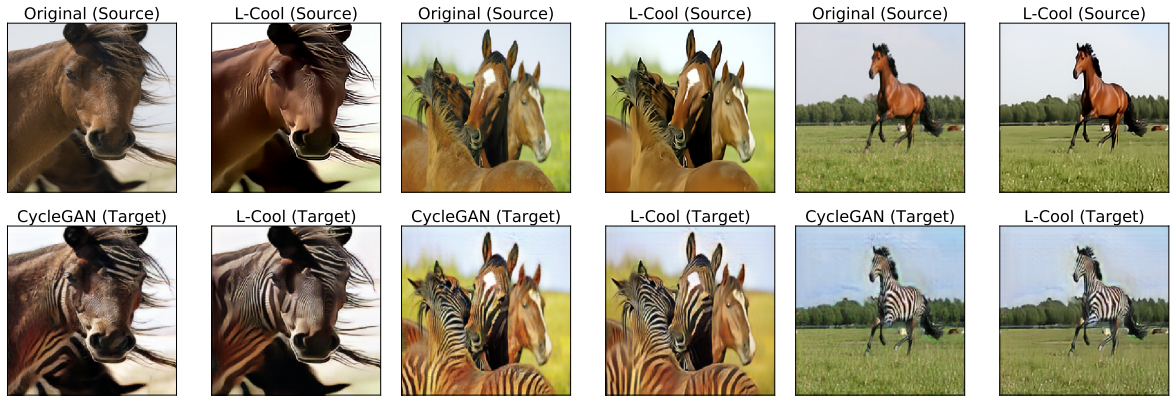 Original (Source)
L-Cool (Source)
Original (Source)
L-Cool (Source)
Original (Source)
L-Cool (Source)
CycleGAN (Target)
L-Cool (Target)
CycleGAN (Target)
L-Cool (Target)
CycleGAN (Target)
L-Cool (Target)